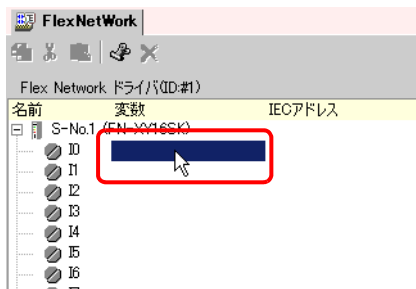 FlexNetWork
Flex Network ドライバ(ID:#1)
名前 変数 IECアドレス
S-No.1 (FN-XY16SK)
I0
I1
I2
I3
I4
I5
I6